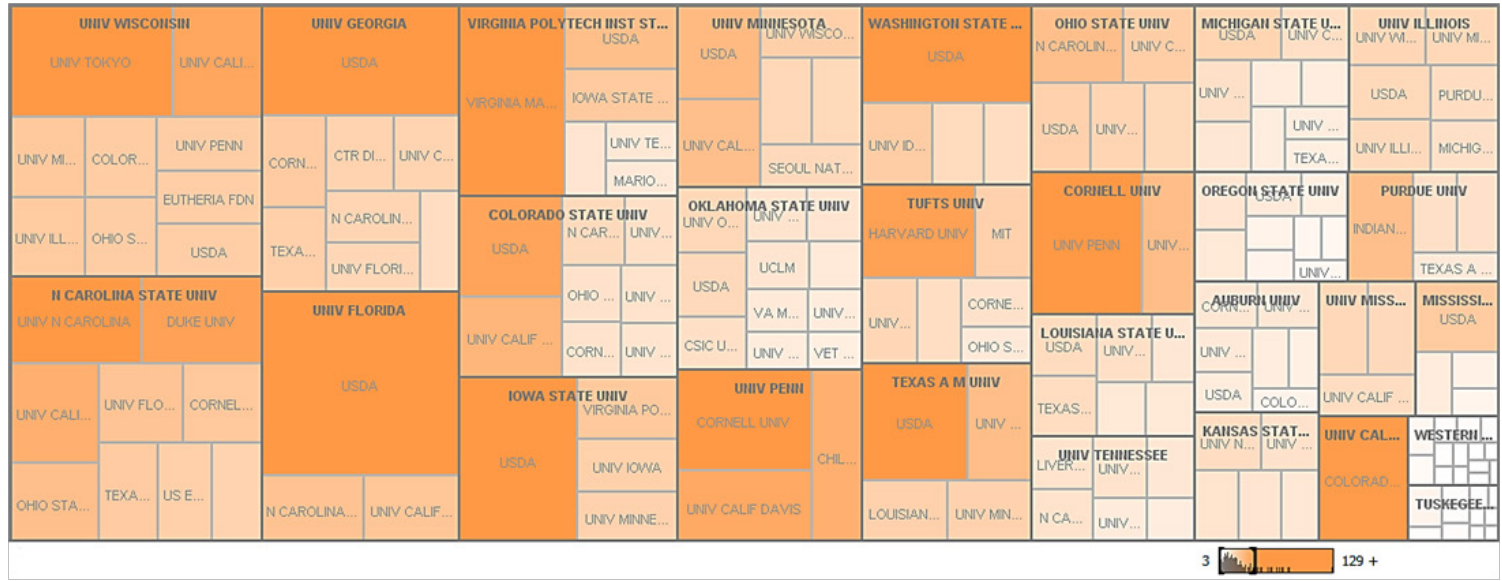 UNIV WISCONSIN
UNIV TOKYO
UNIV CALI...
UNIV MI...
COLOR...
UNIV PENN
EUTHERIA FDN
UNIV ILL...
OHIO S...
USDA
N CAROLINA STATE UNIV
UNIV N CAROLINA
DUKE UNIV
UNIV CALI...
UNIV FLO...
CORNEL...
OHIO STA...
TEXA...
US E...
UNIV GEORGIA
USDA
CORN...
CTR DI...
UNIV C...
N CAROLIN...
TEXA...
UNIV FLORI...
UNIV FLORIDA
USDA
N CAROLINA...
UNIV CALIF...
VIRGINIA POLYTECH INST ST...
USDA
VIRGINIA MA...
IOWA STATE ...
UNIV TE...
MARIO...
COLORADO STATE UNIV
USDA
N CAR...
UNIV...
OHIO ...
UNIV ...
UNIV CALIF ...
CORN...
UNIV ...
IOWA STATE UNIV
VIRGINIA PO...
USDA
UNIV IOWA
UNIV MINNE...
UNIV MINNESOTA
UNIV WISCO...
USDA
UNIV CAL...
SEOUL NAT...
OKLAHOMA STATE UNIV
UNIV O...
UNIV ...
UCLM
USDA
VA M...
UNIV...
CSIC U...
UNIV ...
VET ...
UNIV PENN
CORNELL UNIV
CHIL...
UNIV CALIF DAVIS
WASHINGTON STATE ...
USDA
UNIV ID...
TUFTS UNIV
HARVARD UNIV
MIT
UNIV...
CORNE...
OHIO S...
TEXAS A M UNIV
USDA
UNIV ...
LOUISIAN...
UNIV MIN...
OHIO STATE UNIV
N CAROLIN...
UNIV C...
USDA
UNIV...
CORNELL UNIV
UNIV PENN
UNIV...
LOUISIANA STATE U...
USDA
UNIV...
TEXAS...
UNIV TENNESSEE
LIVER...
UNIV...
N CA...
UNIV...
MICHIGAN STATE U...
USDA
UNIV C...
UNIV ...
UNIV ...
TEXA...
OREGON STATE UNIV
USDA
UNIV...
AUBURN UNIV
CORN...
UNIV ...
UNIV ...
USDA
COLO...
KANSAS STAT...
UNIV N...
UNIV ...
UNIV ILLINOIS
UNIV WI...
UNIV MI...
USDA
PURDU...
UNIV ILLI...
MICHIG...
PURDUE UNIV
INDIAN...
TEXAS A ...
UNIV MISS...
UNIV CALIF ...
MISSISSI...
USDA
UNIV CAL...
COLORAD...
WESTERN ...
TUSKEGEE...
3
129 +